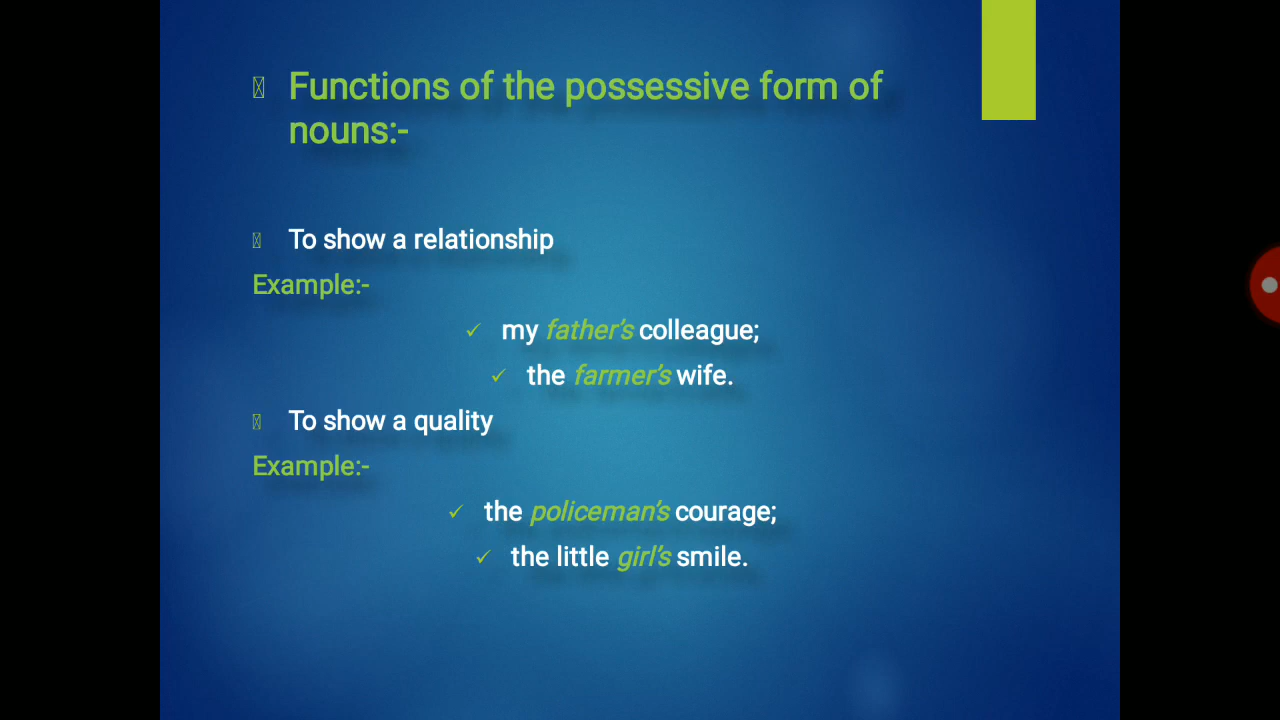 Functions of the possessive form of
nouns:-
To show a relationship
Example:-
✓ my father's colleague;
✓ the farmer's wife.
To show a quality
Example:-
✓ the policeman's courage;
✓ the little girl's smile.